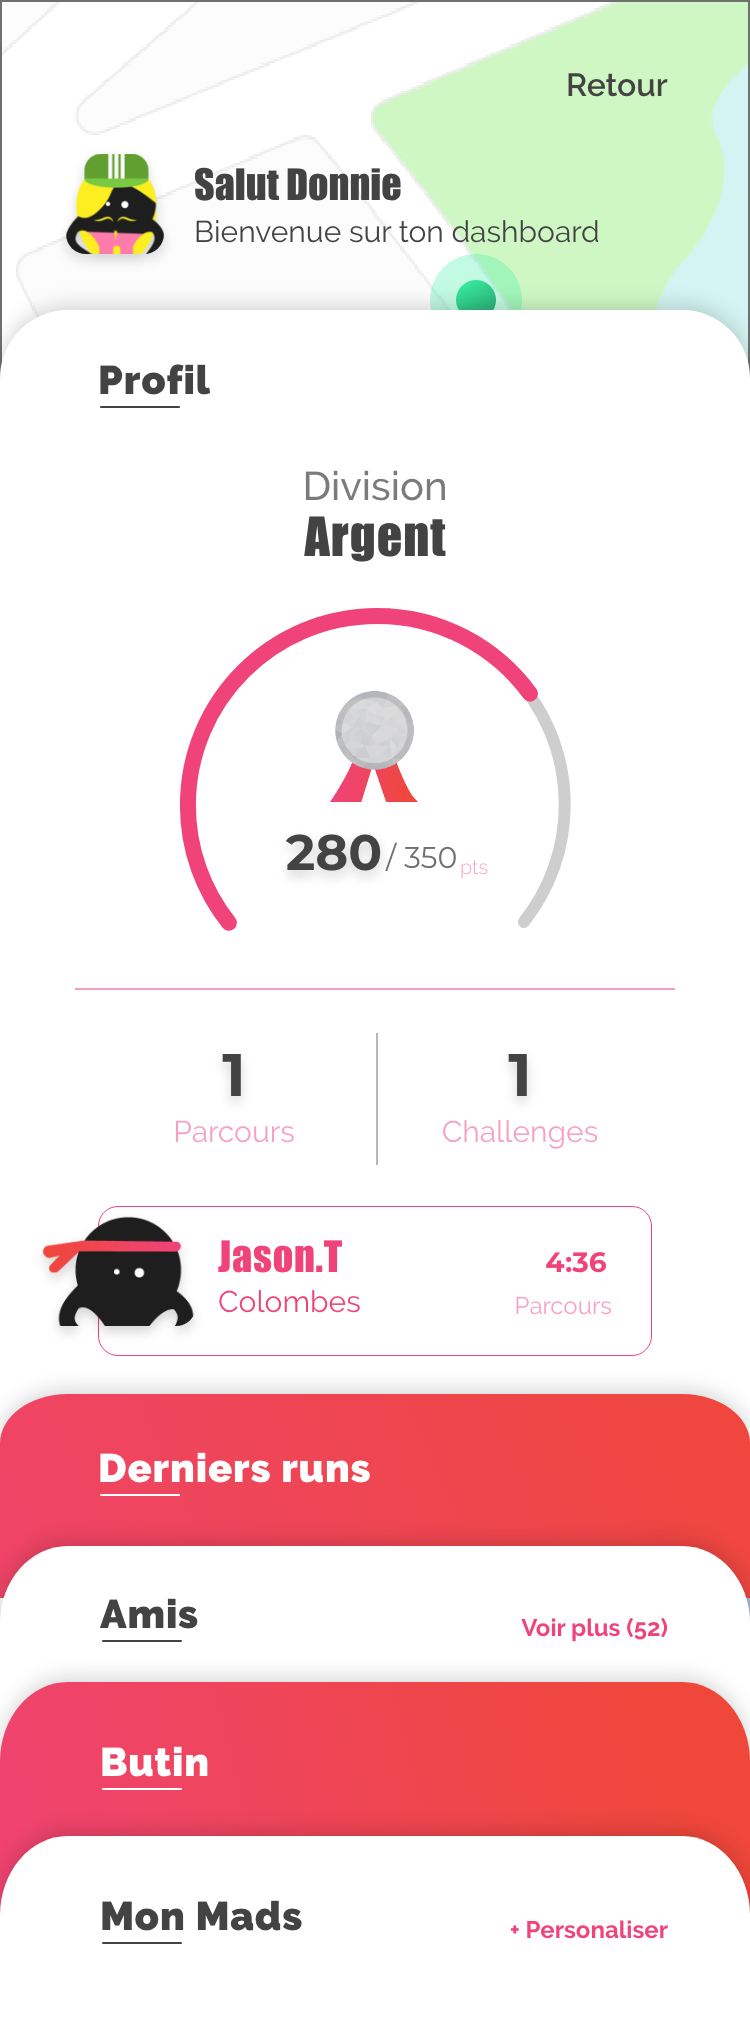 Retour
Salut Donnie
Bienvenue sur ton dashboard
Profil
Division
Argent
280 / 350 pts
1
Parcours
1
Challenges
Jason.T
Colombes
4:36
Parcours
Derniers runs
Amis
Voir plus (52)
Butin
Mon Mads
+ Personaliser